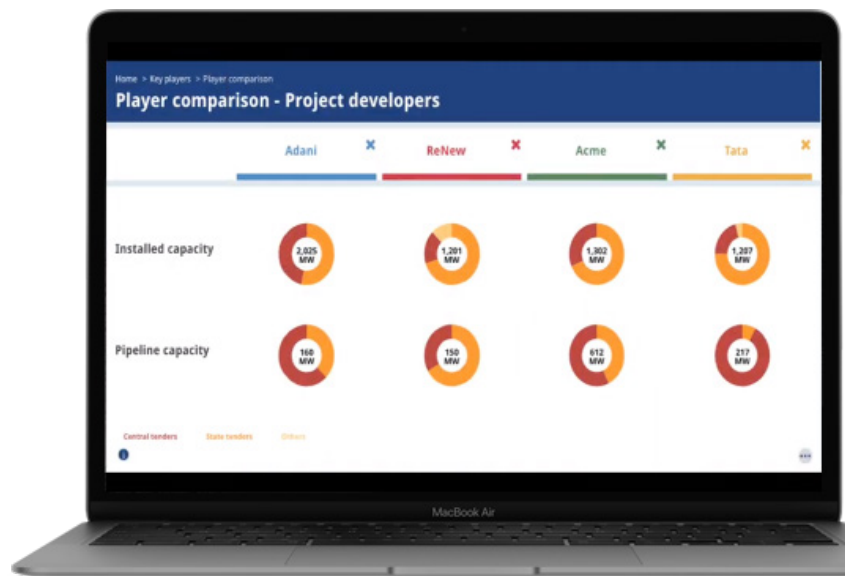 Home > Key players > Player comparison
Player comparison - Project developers
Adani × ReNew × Acme × Tata ×
Installed capacity
2,025 MW
1,201 MW
1,302 MW
1,207 MW
Pipeline capacity
160 MW
150 MW
612 MW
217 MW
Central tenders State tenders Others
MacBook Air